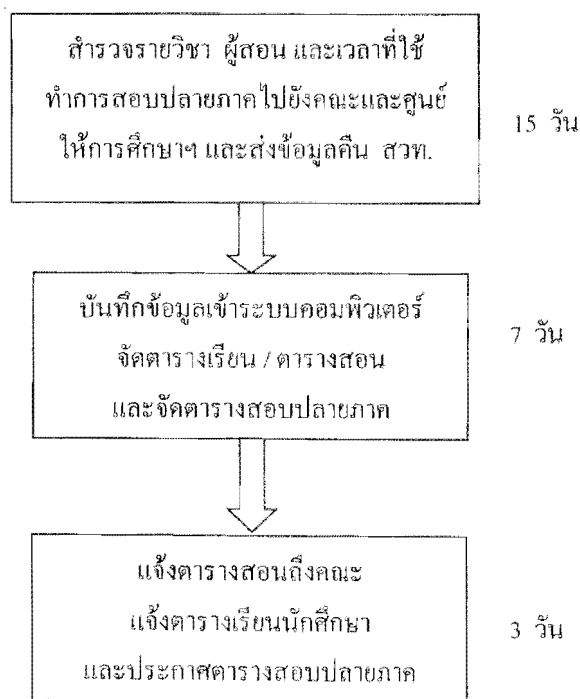 สำรวจรายวิชา ผู้สอน และเวลาที่ใช้
ทำการสอบปลายภาคไปยังคณะและศูนย์
ให้การศึกษาฯ และส่งข้อมูลคืน สวท.
15 วัน
บันทึกข้อมูลเข้าระบบคอมพิวเตอร์
จัดตารางเรียน / ตารางสอน
และจัดตารางสอบปลายภาค
7 วัน
แจ้งตารางสอนถึงคณะ
แจ้งตารางเรียนนักศึกษา
และประกาศตารางสอบปลายภาค
3 วัน